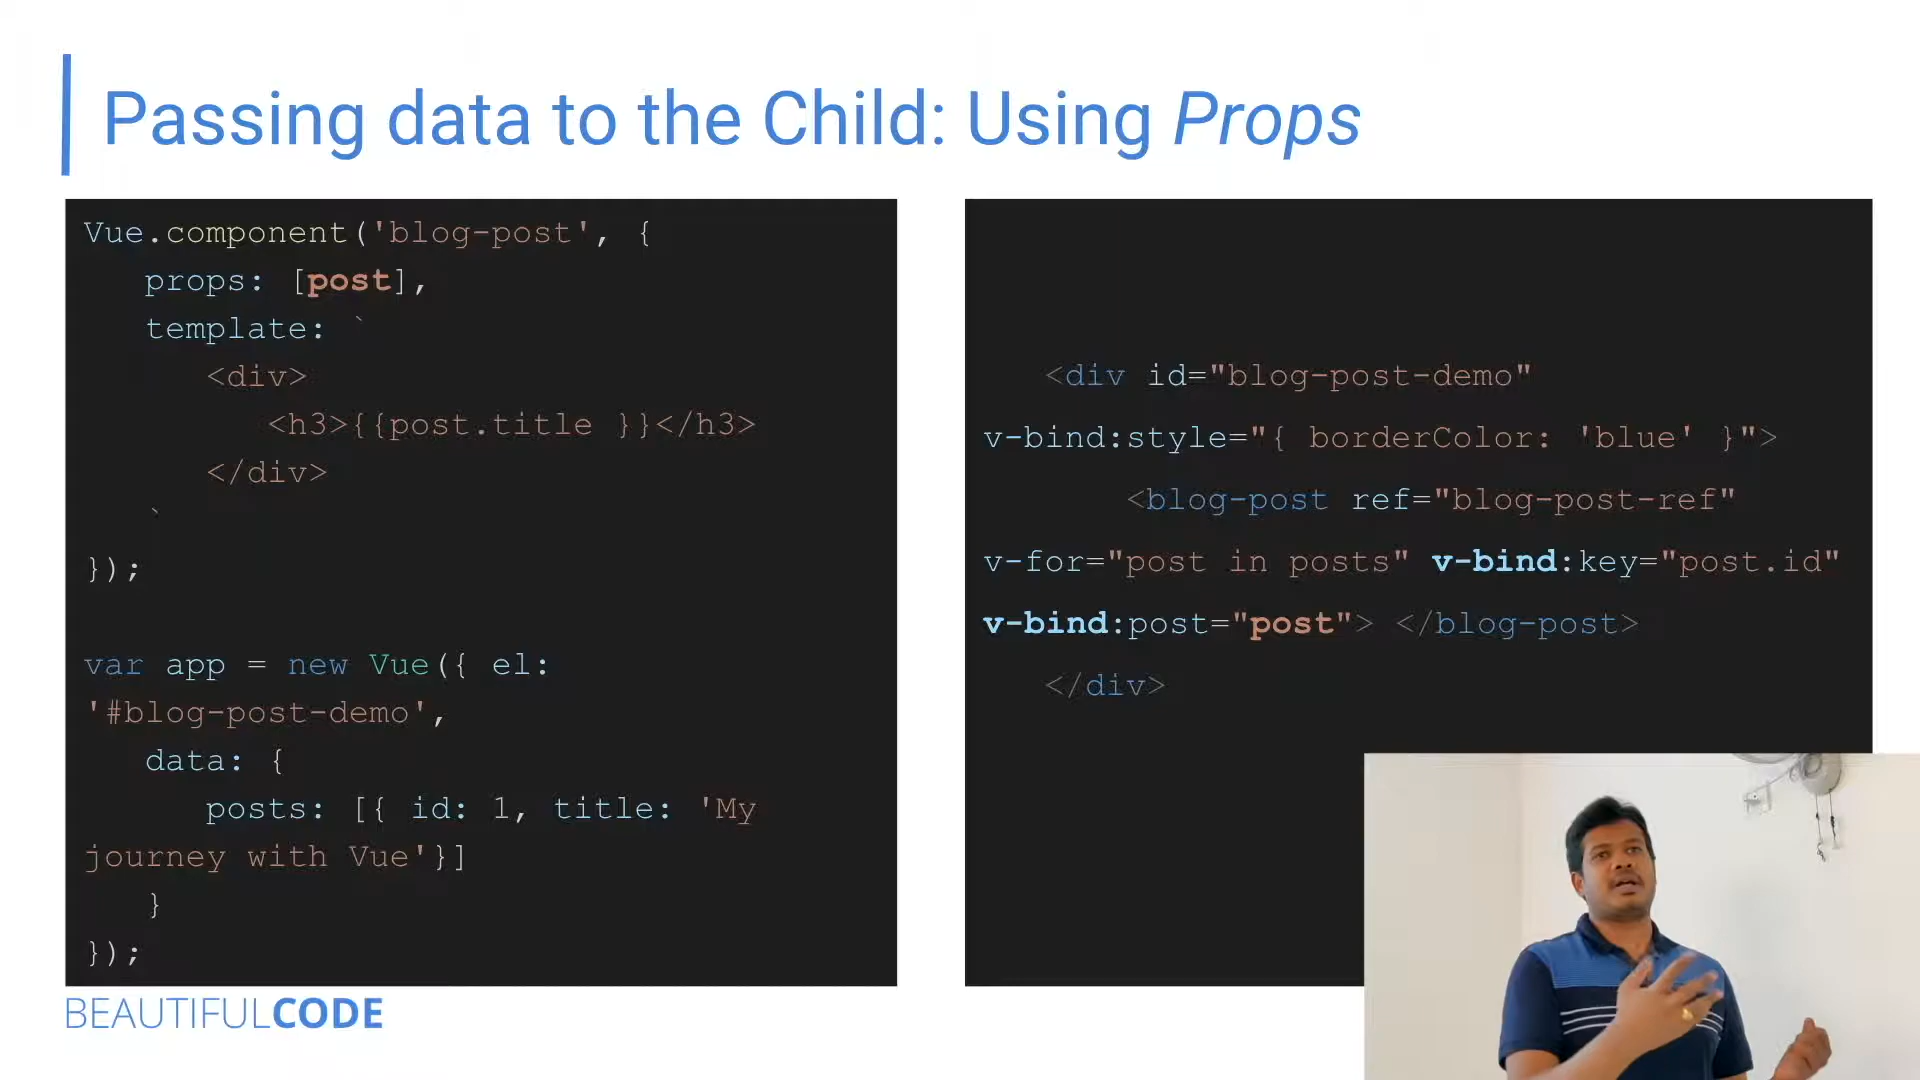 Passing data to the Child: Using Props
Vue.component('blog-post', {
props: [post],
template: `
<div>
<h3>{{post.title }}</h3>
</div>
`
});
var app = new Vue({ el:
'#blog-post-demo',
data: {
posts: [{ id: 1, title: 'My
journey with Vue'}]
}
});
<div id="blog-post-demo"
v-bind:style="{ borderColor: 'blue' }">
<blog-post ref="blog-post-ref"
v-for="post in posts" v-bind:key="post.id"
v-bind:post="post"> </blog-post>
</div>
BEAUTIFULCODE